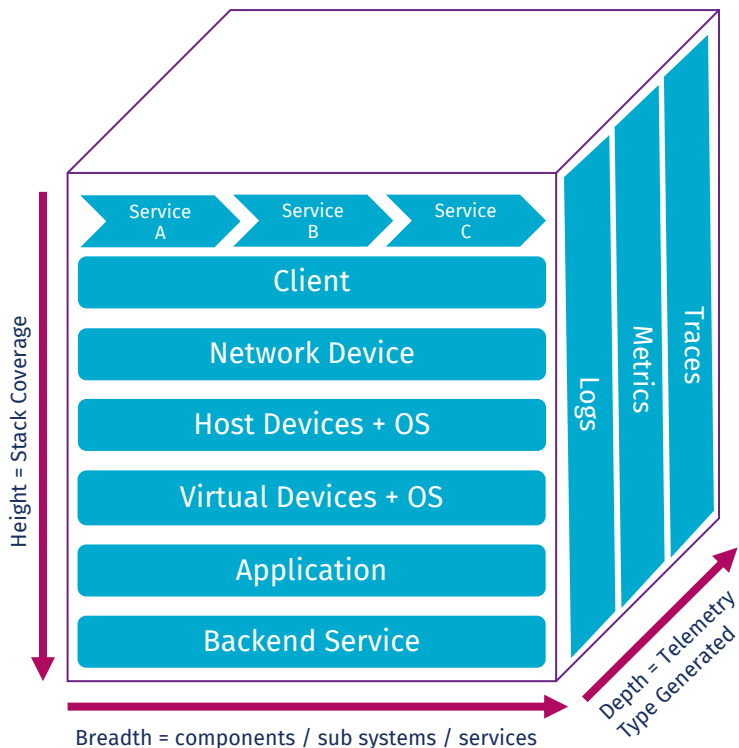 Service
A
Service
B
Service
C
Client
Network Device
Host Devices + OS
Virtual Devices + OS
Application
Backend Service
Logs
Metrics
Traces
Height = Stack Coverage
Breadth = components / sub systems / services
Depth = Telemetry
Type Generated